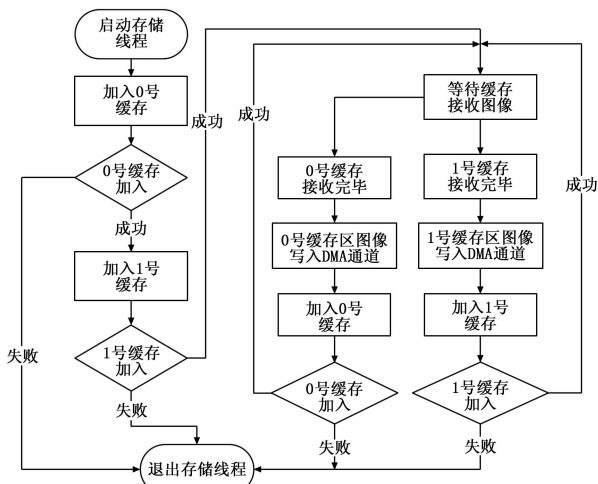 启动存储
线程
加入0号
缓存
0号缓存
加入
成功
加入1号
缓存
1号缓存
加入
失败
失败
退出存储线程
成功
等待缓存
接收图像
0号缓存
接收完毕
0号缓存区图像
写入DMA通道
加入0号
缓存
0号缓存
加入
成功
失败
1号缓存
接收完毕
1号缓存区图像
写入DMA通道
加入1号
缓存
1号缓存
加入
成功
失败